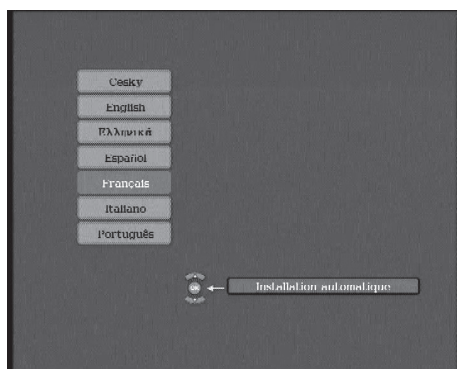 Cesky
English
Ελληνικά
Español
Français
Italiano
Português
OK
Installation automatique